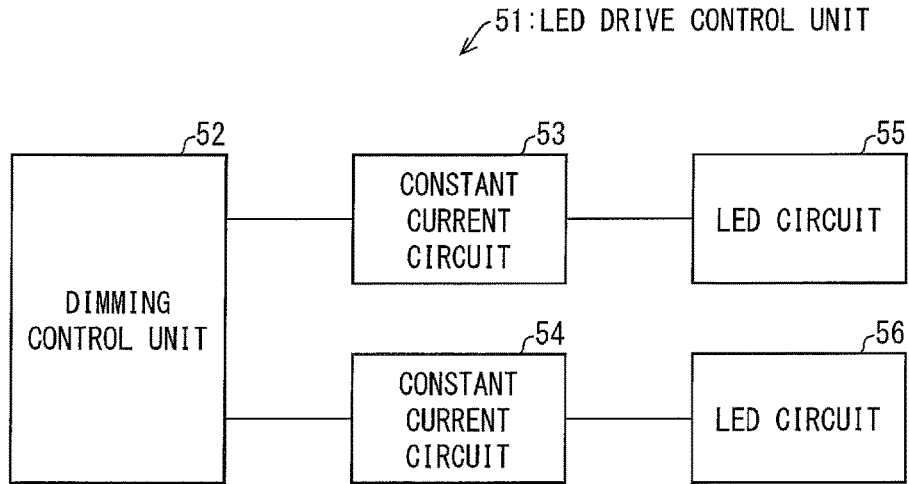 51:LED DRIVE CONTROL UNIT
52
53
55
CONSTANT
CURRENT
CIRCUIT
LED CIRCUIT
DIMMING
CONTROL UNIT
54
56
CONSTANT
CURRENT
CIRCUIT
LED CIRCUIT